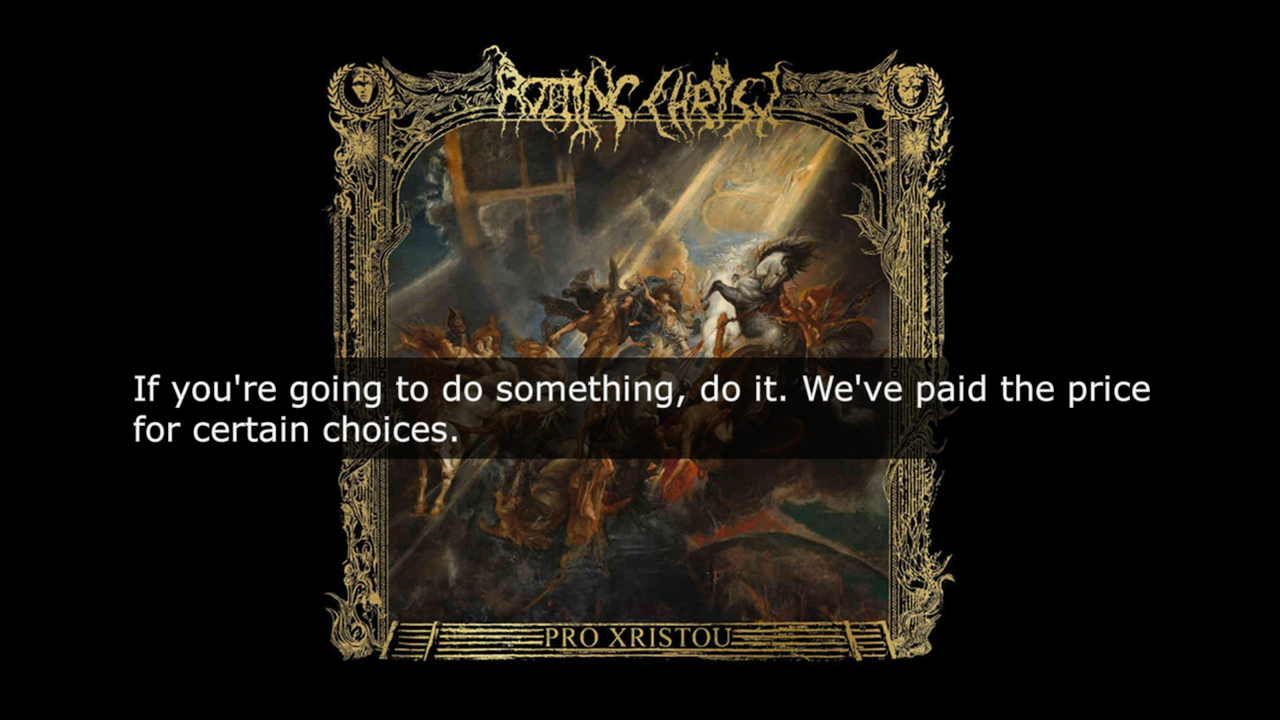 ROTTING CHRIST
If you're going to do something, do it. We've paid the price
for certain choices.
PRO XRISTOU